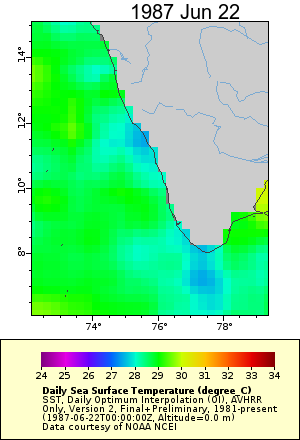 1987 Jun 22
14°
12°
10°
8°
74°
76°
78°
24 25 26 27 28 29 30 31 32 33 34
Daily Sea Surface Temperature (degree_C)
SST, Daily Optimum Interpolation (OI), AVHRR
Only, Version 2, Final+Preliminary, 1981-present
(1987-06-22T00:00:00Z, Altitude=0.0 m)
Data courtesy of NOAA NCEI